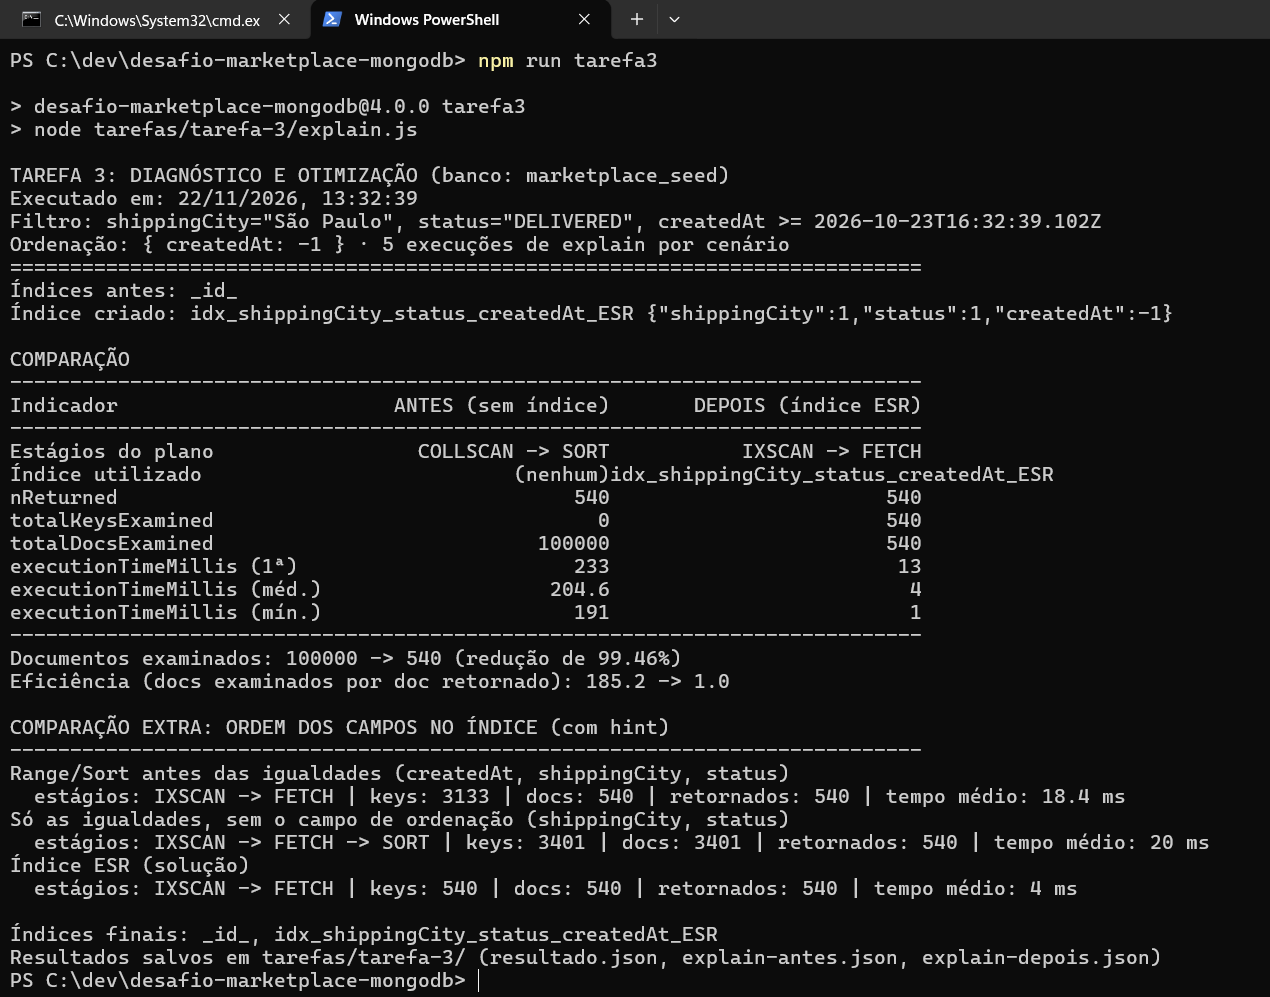 C:\Windows\System32\cmd.ex
Windows PowerShell
PS C:\dev\desafio-marketplace-mongodb> npm run tarefa3
> desafio-marketplace-mongodb@4.0.0 tarefa3
> node tarefas/tarefa-3/explain.js
TAREFA 3: DIAGNÓSTICO E OTIMIZAÇÃO (banco: marketplace_seed)
Executado em: 22/11/2026, 13:32:39
Filtro: shippingCity="São Paulo", status="DELIVERED", createdAt >= 2026-10-23T16:32:39.102Z
Ordenação: { createdAt: -1 } · 5 execuções de explain por cenário
============================================================================
Índices antes: _id_
Índice criado: idx_shippingCity_status_createdAt_ESR {"shippingCity":1,"status":1,"createdAt":-1}
COMPARAÇÃO
----------------------------------------------------------------------------
Indicador                       ANTES (sem índice)       DEPOIS (índice ESR)
----------------------------------------------------------------------------
Estágios do plano                 COLLSCAN -> SORT           IXSCAN -> FETCH
Índice utilizado                          (nenhum)idx_shippingCity_status_createdAt_ESR
nReturned                                      540                       540
totalKeysExamined                                0                       540
totalDocsExamined                           100000                       540
executionTimeMillis (1ª)                       233                        13
executionTimeMillis (méd.)                   204.6                         4
executionTimeMillis (mín.)                     191                         1
----------------------------------------------------------------------------
Documentos examinados: 100000 -> 540 (redução de 99.46%)
Eficiência (docs examinados por doc retornado): 185.2 -> 1.0
COMPARAÇÃO EXTRA: ORDEM DOS CAMPOS NO ÍNDICE (com hint)
----------------------------------------------------------------------------
Range/Sort antes das igualdades (createdAt, shippingCity, status)
  estágios: IXSCAN -> FETCH | keys: 3133 | docs: 540 | retornados: 540 | tempo médio: 18.4 ms
Só as igualdades, sem o campo de ordenação (shippingCity, status)
  estágios: IXSCAN -> FETCH -> SORT | keys: 3401 | docs: 3401 | retornados: 540 | tempo médio: 20 ms
Índice ESR (solução)
  estágios: IXSCAN -> FETCH | keys: 540 | docs: 540 | retornados: 540 | tempo médio: 4 ms
Índices finais: _id_, idx_shippingCity_status_createdAt_ESR
Resultados salvos em tarefas/tarefa-3/ (resultado.json, explain-antes.json, explain-depois.json)
PS C:\dev\desafio-marketplace-mongodb>